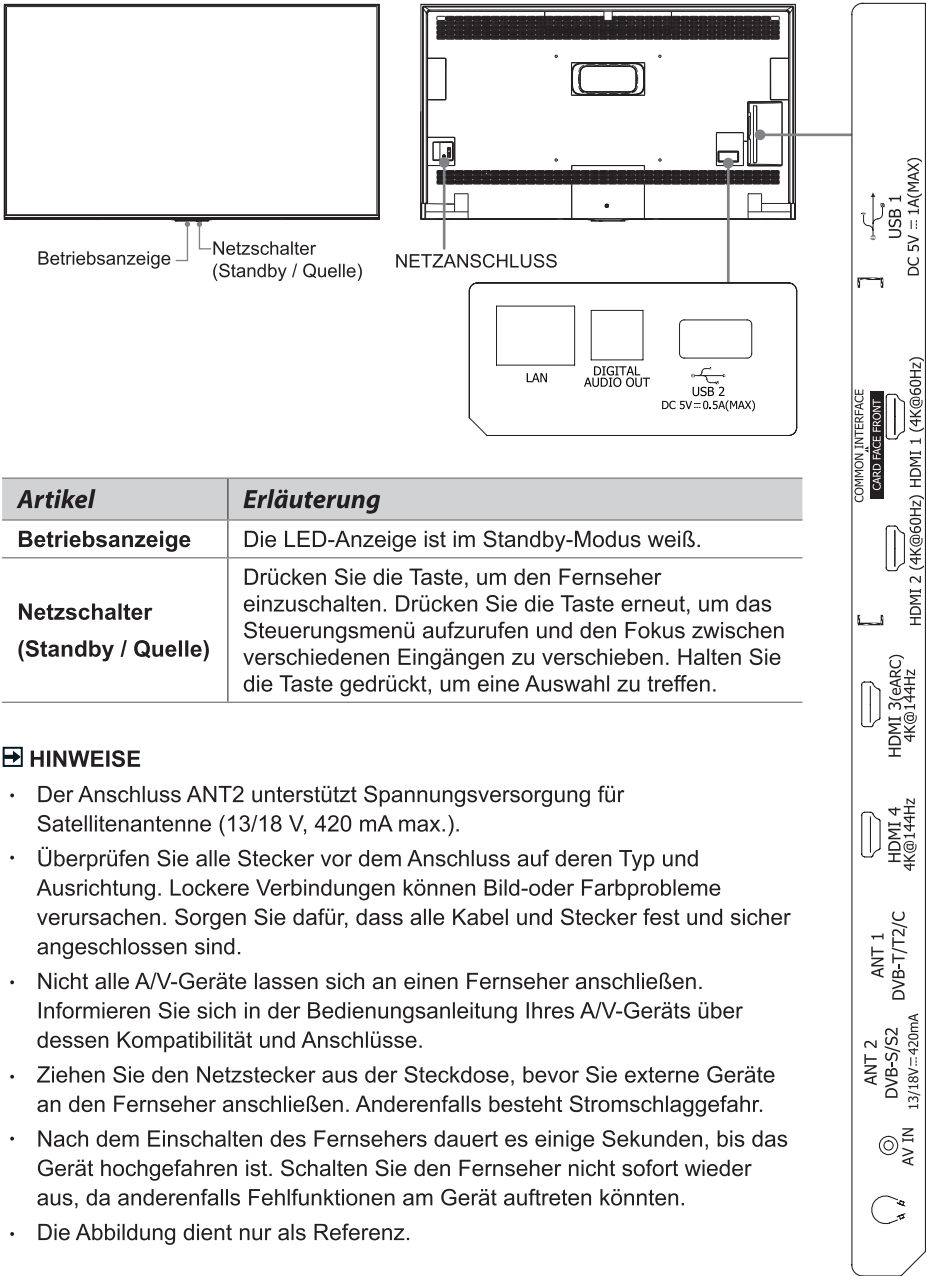 Betriebsanzeige
Netzschalter
(Standby / Quelle)
NETZANSCHLUSS
LAN
DIGITAL
AUDIO OUT
USB 2
DC 5V⎓0.5A(MAX)
USB 1
DC 5V ⎓ 1A(MAX)
COMMON INTERFACE
CARD FACE FRONT
HDMI 1 (4K@60Hz)
HDMI 2 (4K@60Hz)
HDMI 3(eARC)
4K@144Hz
HDMI 4
4K@144Hz
ANT 1
DVB-T/T2/C
ANT 2
DVB-S/S2
13/18V⎓420mA
AV IN
Artikel Erläuterung
Betriebsanzeige Die LED-Anzeige ist im Standby-Modus weiß.
Netzschalter
(Standby / Quelle)
Drücken Sie die Taste, um den Fernseher
einzuschalten. Drücken Sie die Taste erneut, um das
Steuerungsmenü aufzurufen und den Fokus zwischen
verschiedenen Eingängen zu verschieben. Halten Sie
die Taste gedrückt, um eine Auswahl zu treffen.
HINWEISE
• Der Anschluss ANT2 unterstützt Spannungsversorgung für
Satellitenantenne (13/18 V, 420 mA max.).
• Überprüfen Sie alle Stecker vor dem Anschluss auf deren Typ und
Ausrichtung. Lockere Verbindungen können Bild-oder Farbprobleme
verursachen. Sorgen Sie dafür, dass alle Kabel und Stecker fest und sicher
angeschlossen sind.
• Nicht alle A/V-Geräte lassen sich an einen Fernseher anschließen.
Informieren Sie sich in der Bedienungsanleitung Ihres A/V-Geräts über
dessen Kompatibilität und Anschlüsse.
• Ziehen Sie den Netzstecker aus der Steckdose, bevor Sie externe Geräte
an den Fernseher anschließen. Anderenfalls besteht Stromschlaggefahr.
• Nach dem Einschalten des Fernsehers dauert es einige Sekunden, bis das
Gerät hochgefahren ist. Schalten Sie den Fernseher nicht sofort wieder
aus, da anderenfalls Fehlfunktionen am Gerät auftreten könnten.
• Die Abbildung dient nur als Referenz.